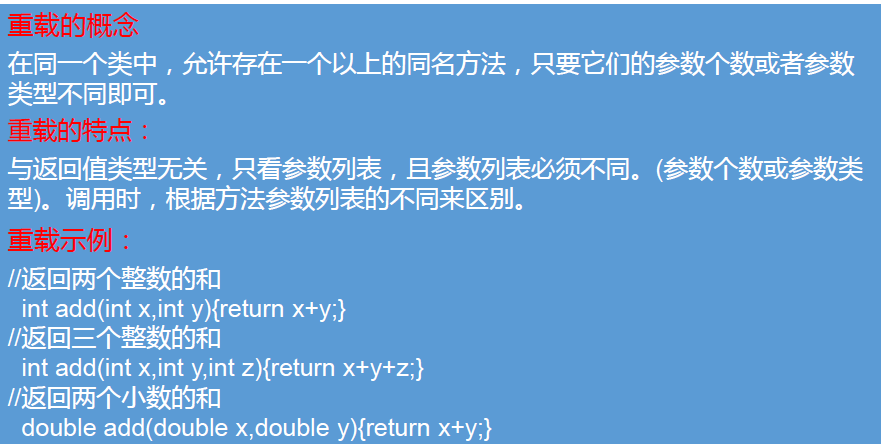 重载的概念
在同一个类中，允许存在一个以上的同名方法，只要它们的参数个数或者参数
类型不同即可。
重载的特点：
与返回值类型无关，只看参数列表，且参数列表必须不同。(参数个数或参数类
型)。调用时，根据方法参数列表的不同来区别。
重载示例：
//返回两个整数的和
int add(int x,int y){return x+y;}
//返回三个整数的和
int add(int x,int y,int z){return x+y+z;}
//返回两个小数的和
double add(double x,double y){return x+y;}